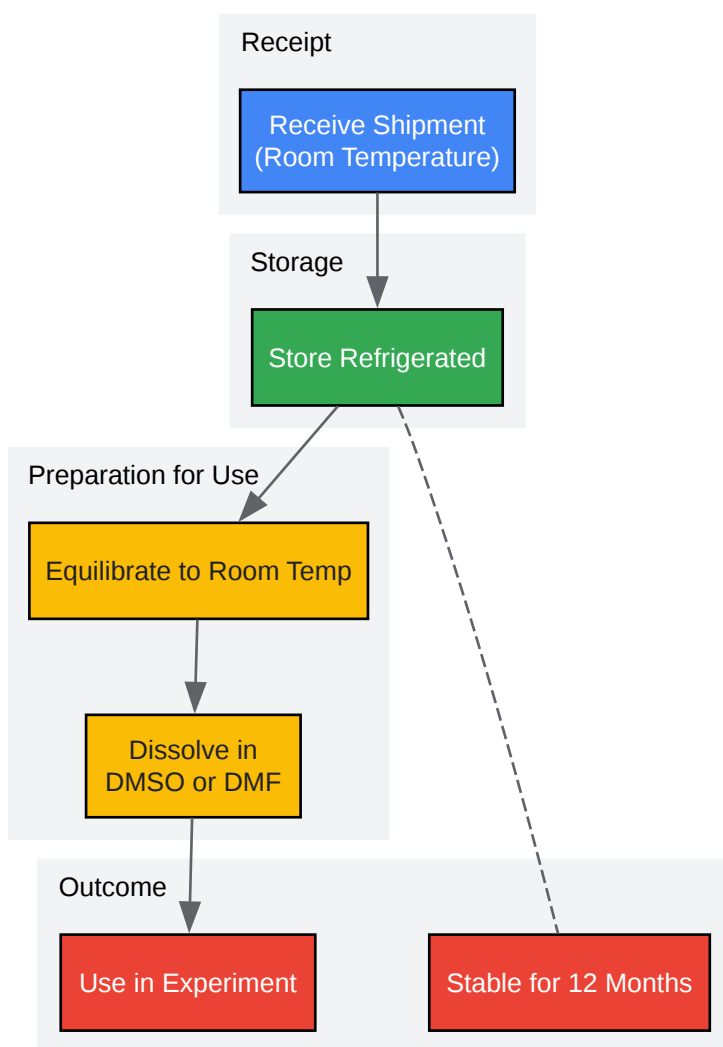 Receipt
Receive Shipment
(Room Temperature)
Storage
Store Refrigerated
Preparation for Use
Equilibrate to Room Temp
Dissolve in
DMSO or DMF
Outcome
Use in Experiment
Stable for 12 Months